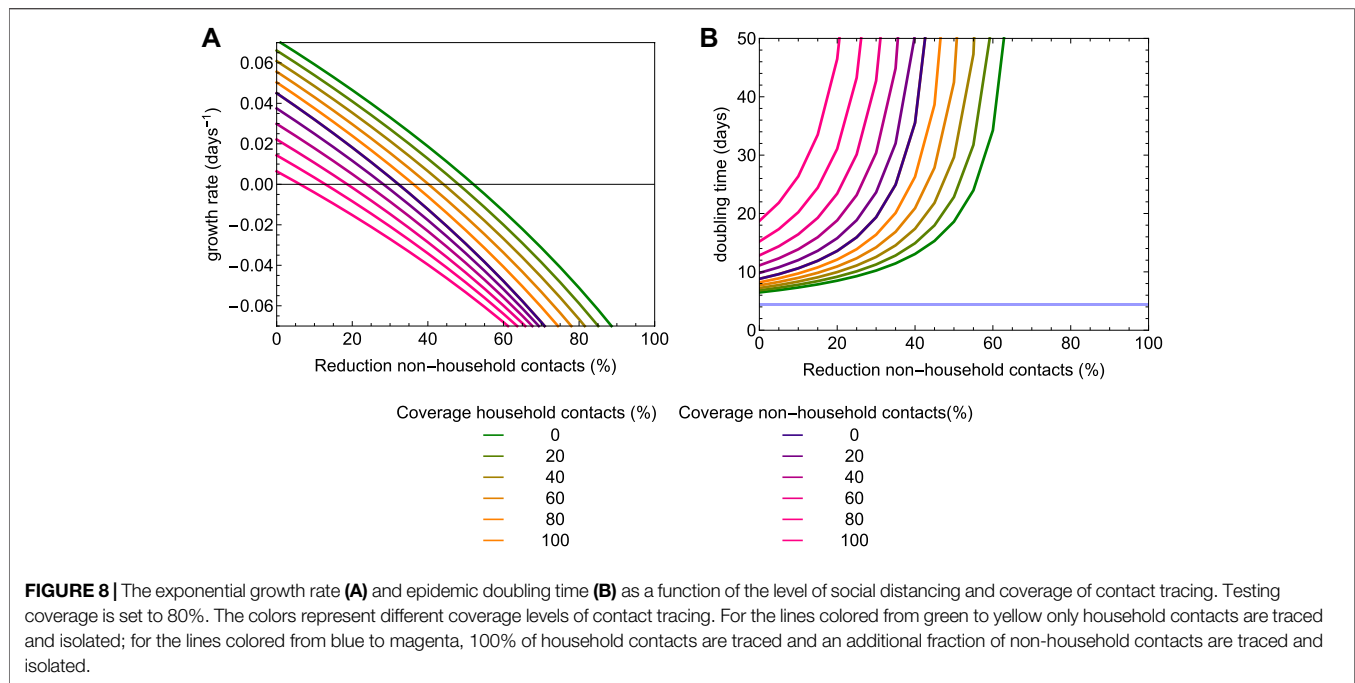 A
0.06
0.04
0.02
0.00
−0.02
−0.04
−0.06
growth rate (days⁻¹)
0 20 40 60 80 100
Reduction non−household contacts (%)
B
50
40
30
20
10
0
doubling time (days)
0 20 40 60 80 100
Reduction non−household contacts (%)
Coverage household contacts (%)
0
20
40
60
80
100
Coverage non−household contacts(%)
0
20
40
60
80
100
FIGURE 8 | The exponential growth rate (A) and epidemic doubling time (B) as a function of the level of social distancing and coverage of contact tracing. Testing
coverage is set to 80%. The colors represent different coverage levels of contact tracing. For the lines colored from green to yellow only household contacts are traced
and isolated; for the lines colored from blue to magenta, 100% of household contacts are traced and an additional fraction of non-household contacts are traced and
isolated.